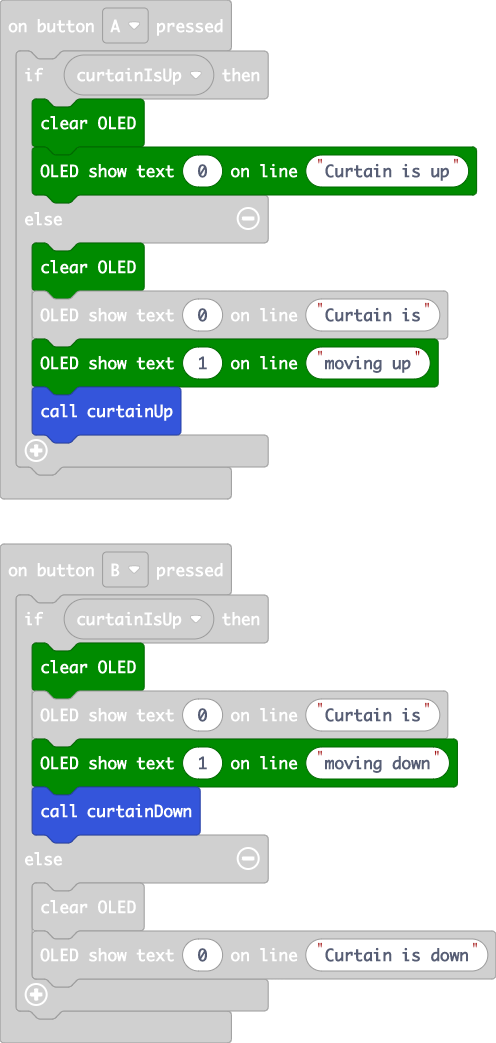 on button A pressed
if curtainIsUp then
clear OLED
OLED show text 0 on line "Curtain is up"
else
clear OLED
OLED show text 0 on line "Curtain is"
OLED show text 1 on line "moving up"
call curtainUp
on button B pressed
if curtainIsUp then
clear OLED
OLED show text 0 on line "Curtain is"
OLED show text 1 on line "moving down"
call curtainDown
else
clear OLED
OLED show text 0 on line "Curtain is down"